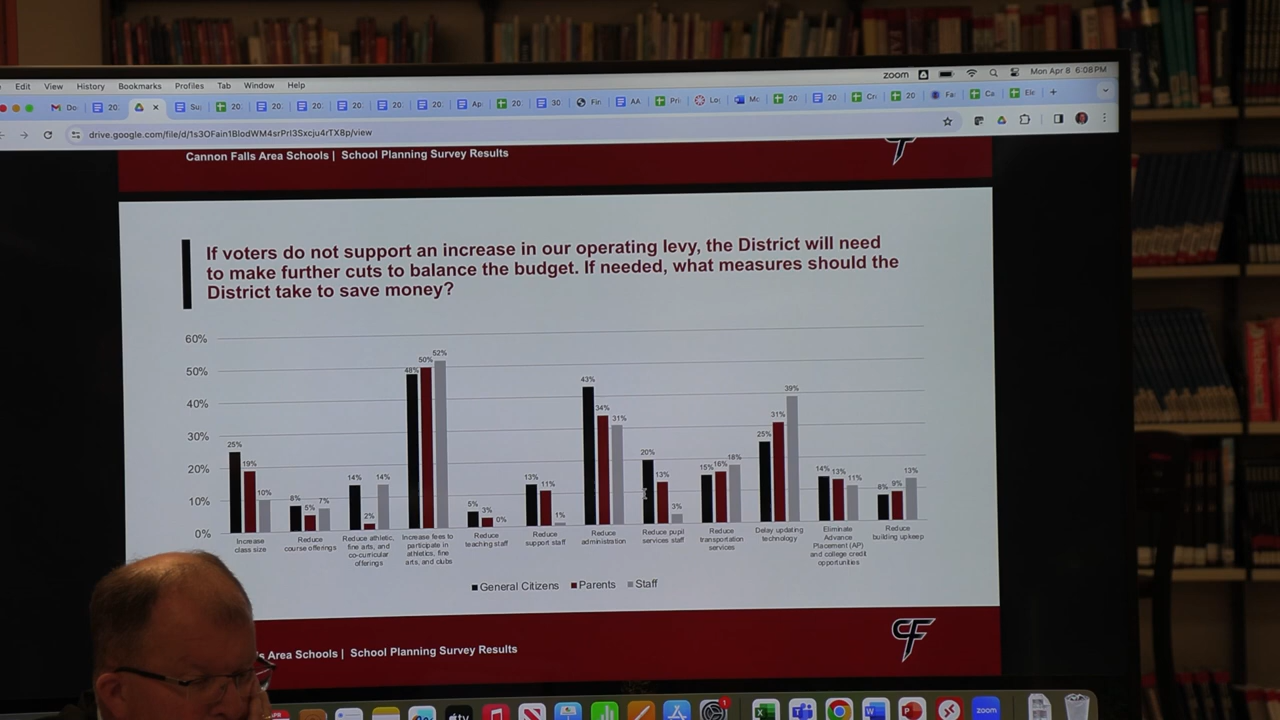 Edit View History Bookmarks Profiles Tab Window Help
zoom Mon Apr 8 6:08PM
drive.google.com/file/d/1s3OFain1BlodWM4srPrl3Sxcju4rTX8p/view
Cannon Falls Area Schools | School Planning Survey Results
If voters do not support an increase in our operating levy, the District will need
to make further cuts to balance the budget. If needed, what measures should the
District take to save money?
60%
50%
40%
30%
20%
10%
0%
25% 19% 10%
8% 5% 7%
14% 2% 14%
48% 50% 52%
5% 3% 0%
13% 11% 1%
43% 34% 31%
20% 13% 3%
15% 16% 18%
25% 31% 39%
14% 13% 11%
8% 9% 13%
Increase
class size
Reduce
course offerings
Reduce athletic,
fine arts, and
co-curricular
offerings
Increase fees to
participate in
athletics, fine
arts, and clubs
Reduce
teaching staff
Reduce
support staff
Reduce
administration
Reduce pupil
services staff
Reduce
transportation
services
Delay updating
technology
Eliminate
Advance
Placement (AP)
and college credit
opportunities
Reduce
building upkeep
General Citizens Parents Staff
s Area Schools | School Planning Survey Results
CF
tv
zoom